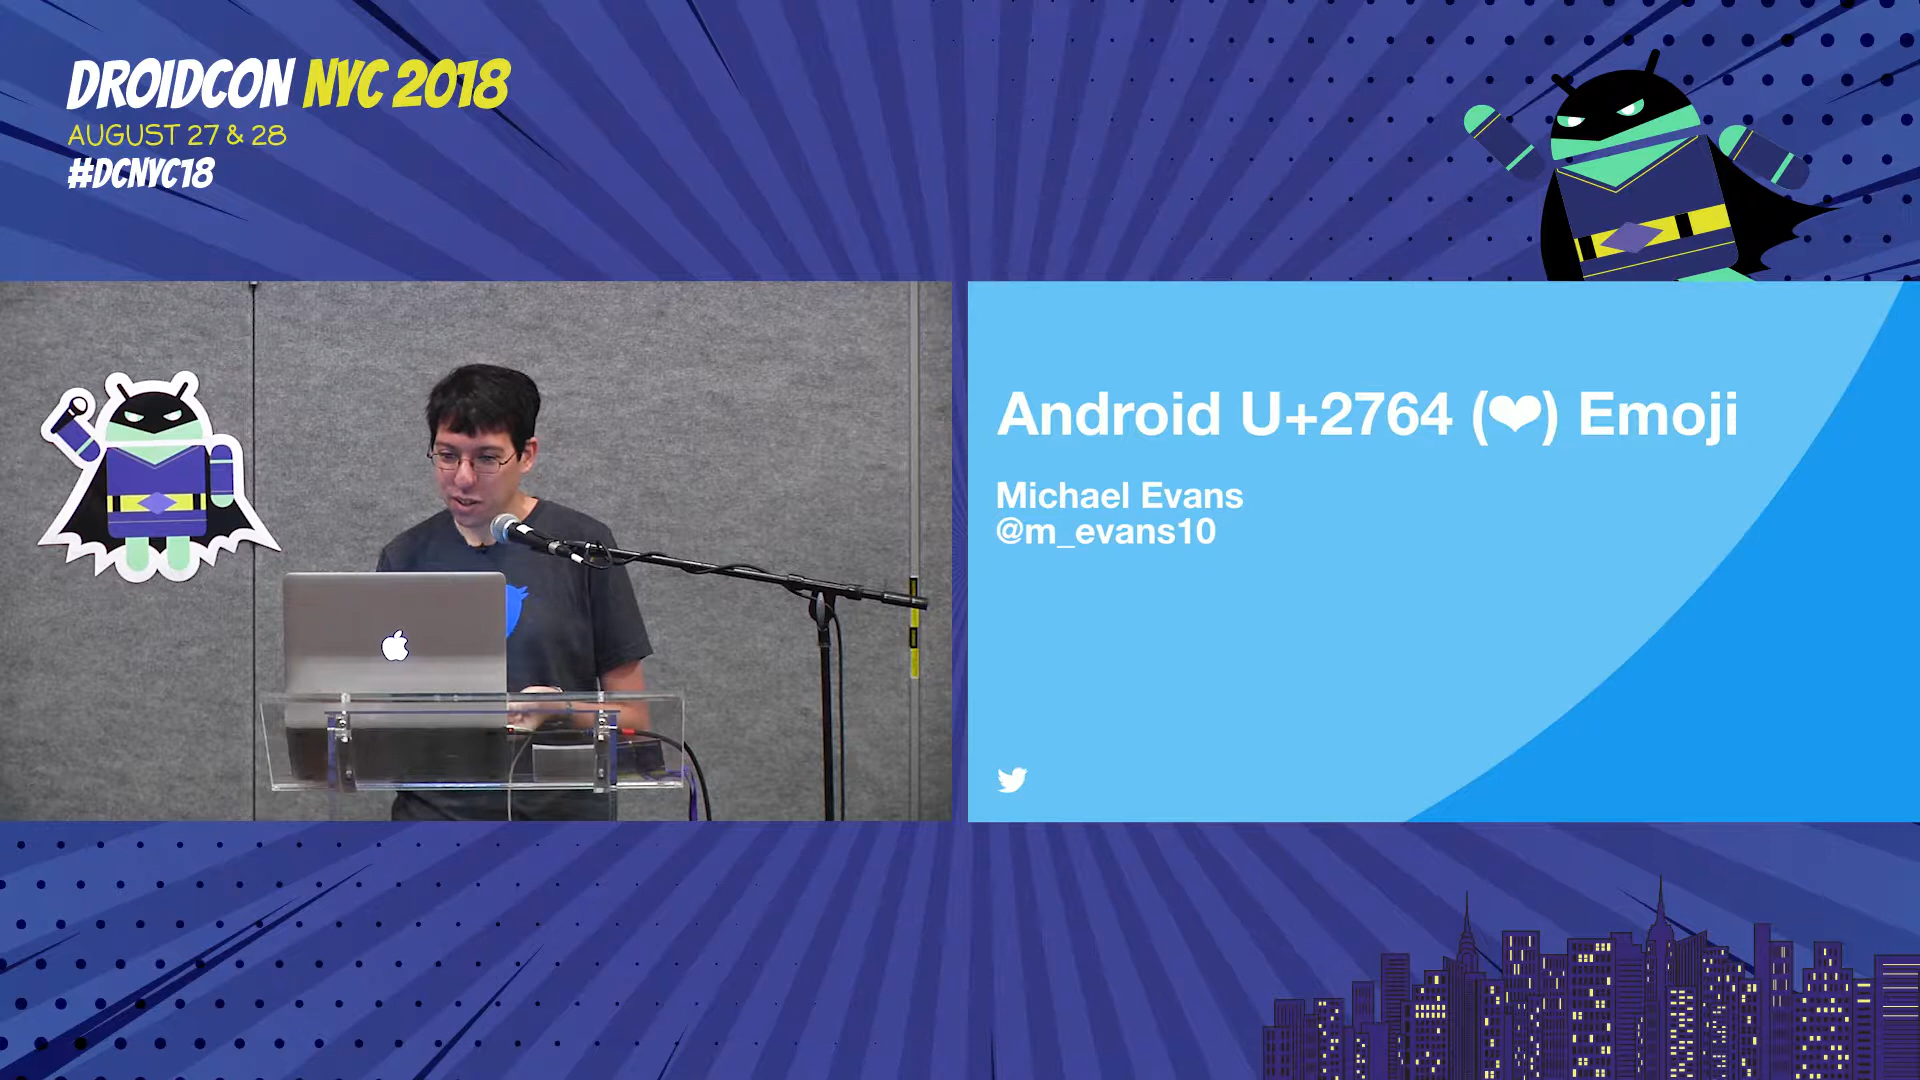 DROIDCON NYC 2018
AUGUST 27 & 28
#DCNYC18
Android U+2764 (❤) Emoji
Michael Evans
@m_evans10